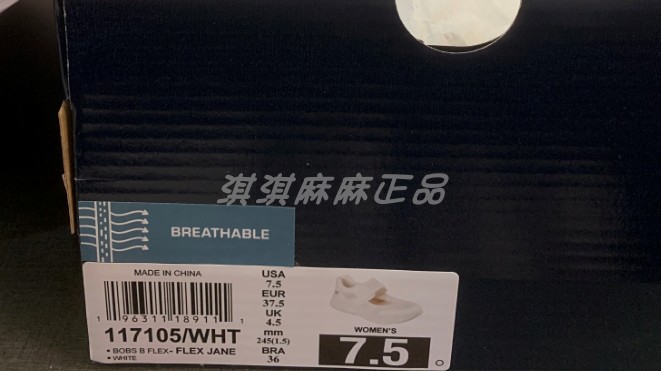 淇淇麻麻正品
BREATHABLE
MADE IN CHINA
1 96311 18911 1
117105/WHT
• BOBS B FLEX- FLEX JANE
• WHITE
USA
7.5
EUR
37.5
UK
4.5
mm
245(1.5)
BRA
36
WOMEN'S
7.5